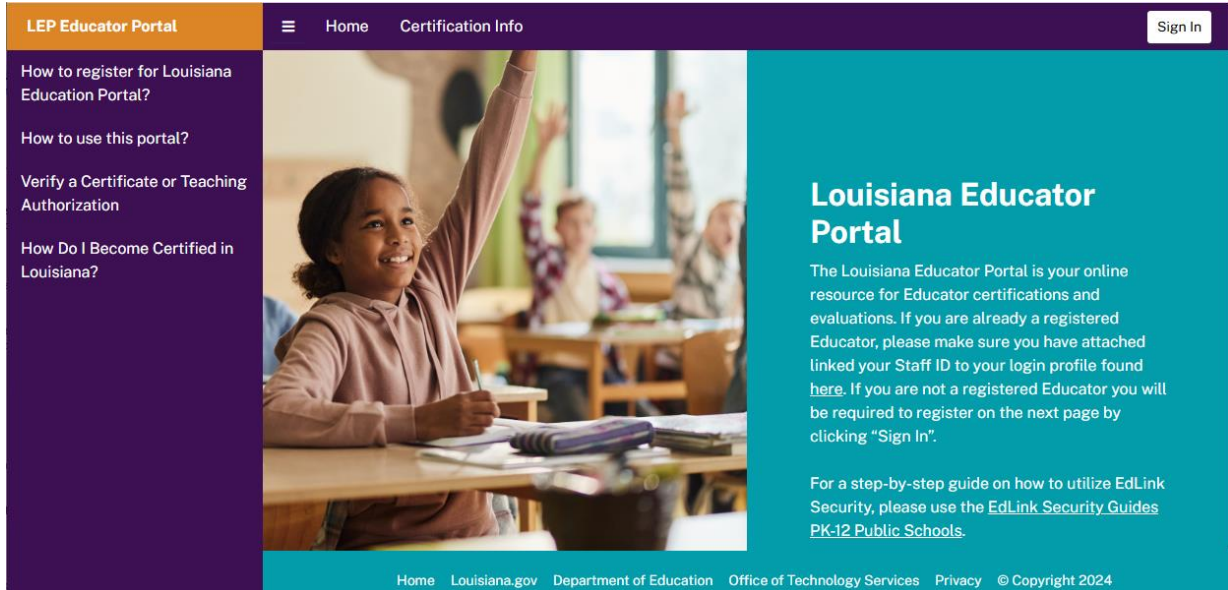 LEP Educator Portal
☰ Home Certification Info Sign In
How to register for Louisiana
Education Portal?
How to use this portal?
Verify a Certificate or Teaching
Authorization
How Do I Become Certified in
Louisiana?
Louisiana Educator
Portal
The Louisiana Educator Portal is your online
resource for Educator certifications and
evaluations. If you are already a registered
Educator, please make sure you have attached
linked your Staff ID to your login profile found
here. If you are not a registered Educator you will
be required to register on the next page by
clicking “Sign In”.
For a step-by-step guide on how to utilize EdLink
Security, please use the EdLink Security Guides
PK-12 Public Schools.
Home Louisiana.gov Department of Education Office of Technology Services Privacy © Copyright 2024